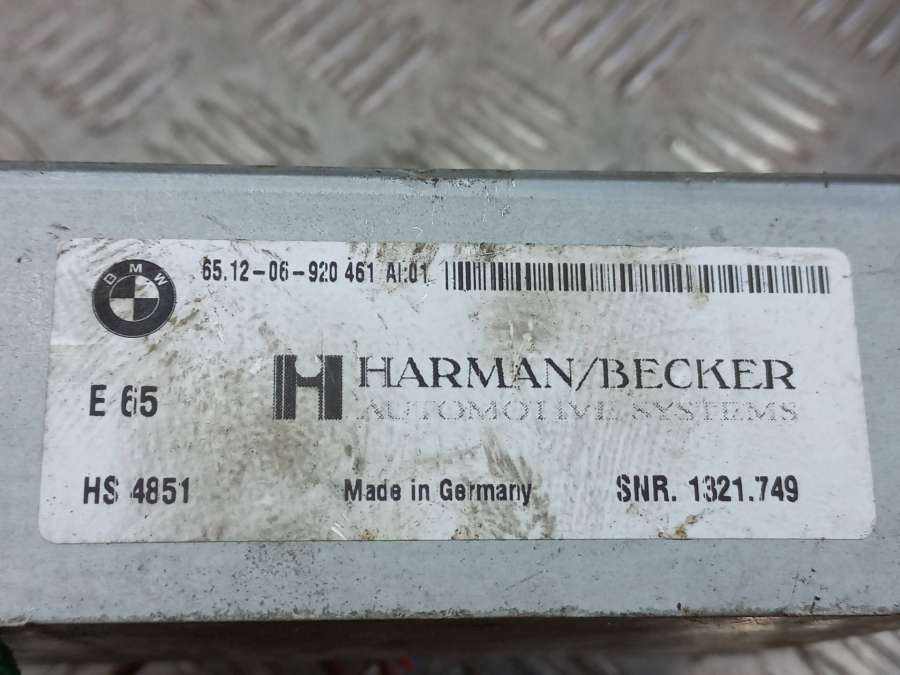 BMW
65.12-06-920 461 AI:01
HARMAN/BECKER
AUTOMOTIVE SYSTEMS
E 65
HS 4851
Made in Germany
SNR. 1321.749